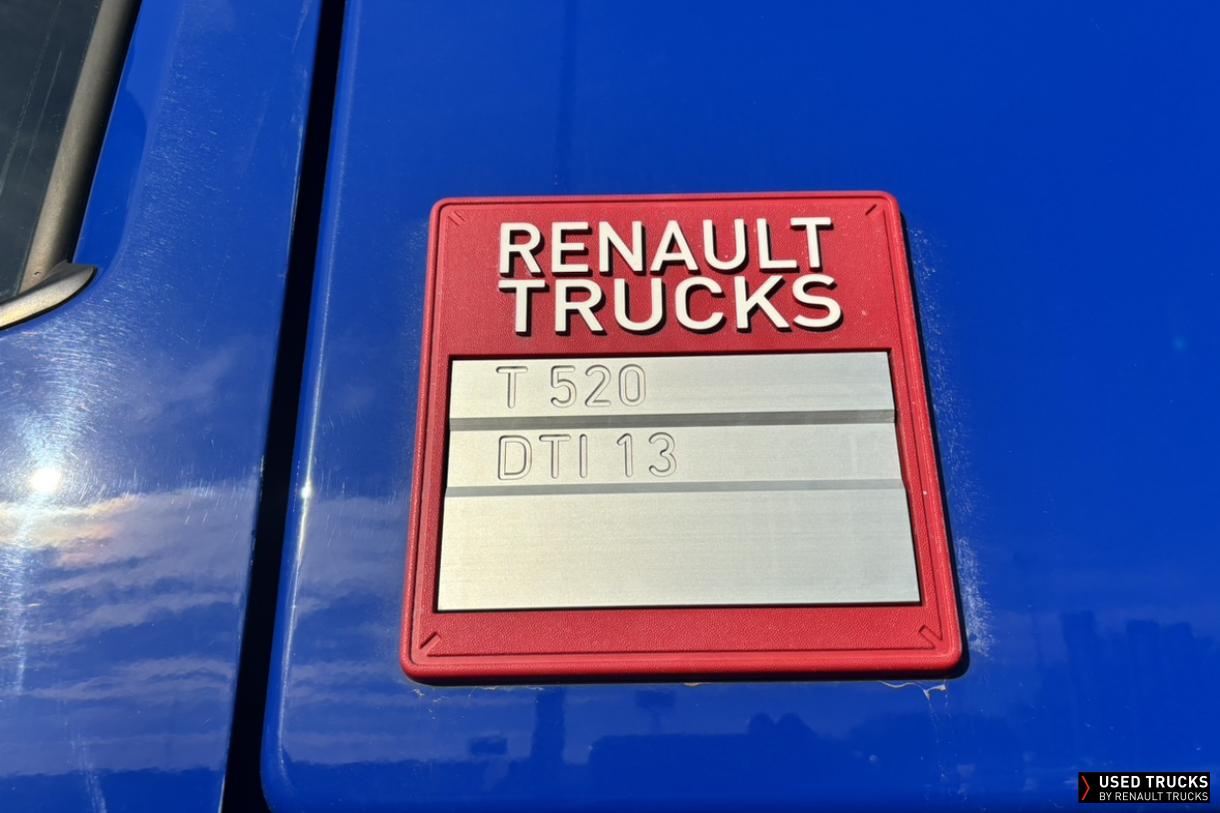 RENAULT
TRUCKS
T 520
DTI 13
USED TRUCKS
BY RENAULT TRUCKS